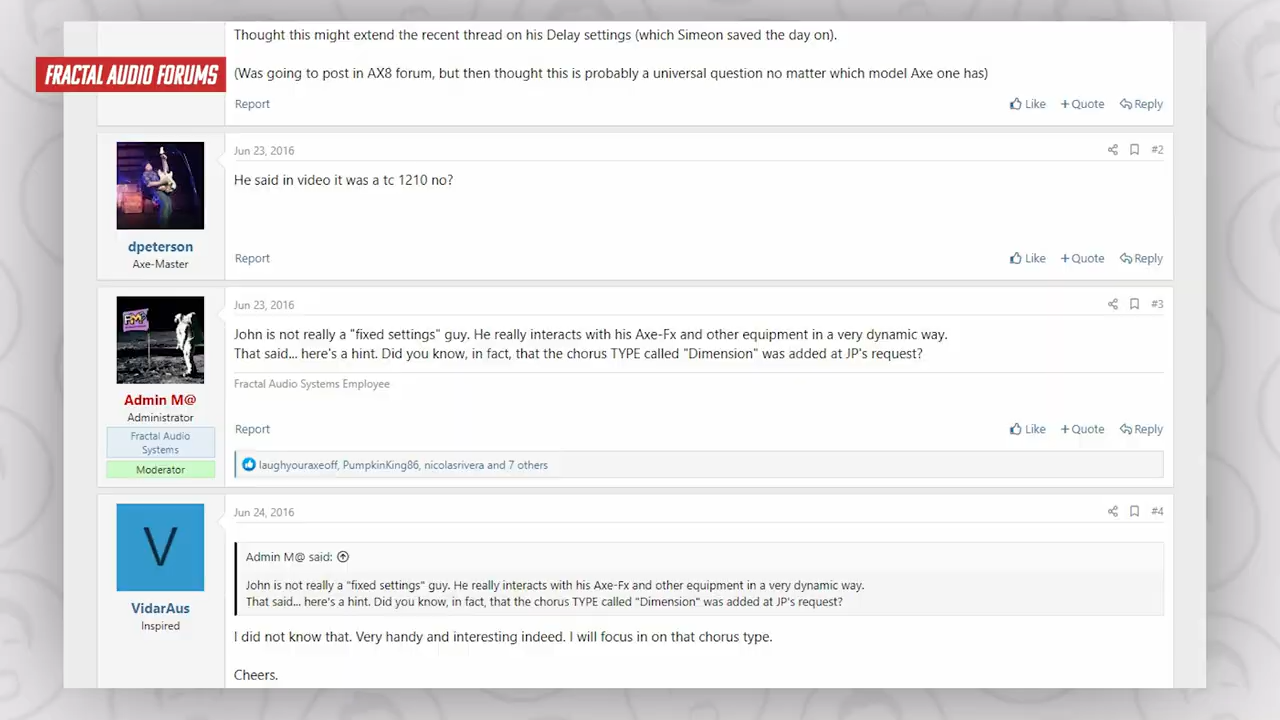 Thought this might extend the recent thread on his Delay settings (which Simeon saved the day on).
FRACTAL AUDIO FORUMS
(Was going to post in AX8 forum, but then thought this is probably a universal question no matter which model Axe one has)
Report
Like + Quote Reply
Jun 23, 2016
#2
He said in video it was a tc 1210 no?
dpeterson
Axe-Master
Report
Like + Quote Reply
Jun 23, 2016
#3
John is not really a "fixed settings" guy. He really interacts with his Axe-Fx and other equipment in a very dynamic way.
That said... here's a hint. Did you know, in fact, that the chorus TYPE called "Dimension" was added at JP's request?
Fractal Audio Systems Employee
Admin M@
Administrator
Fractal Audio
Systems
Moderator
Report
Like + Quote Reply
laughyouraxeoff, PumpkinKing86, nicolasrivera and 7 others
Jun 24, 2016
#4
V
VidarAus
Inspired
Admin M@ said:
John is not really a "fixed settings" guy. He really interacts with his Axe-Fx and other equipment in a very dynamic way.
That said... here's a hint. Did you know, in fact, that the chorus TYPE called "Dimension" was added at JP's request?
I did not know that. Very handy and interesting indeed. I will focus in on that chorus type.
Cheers.